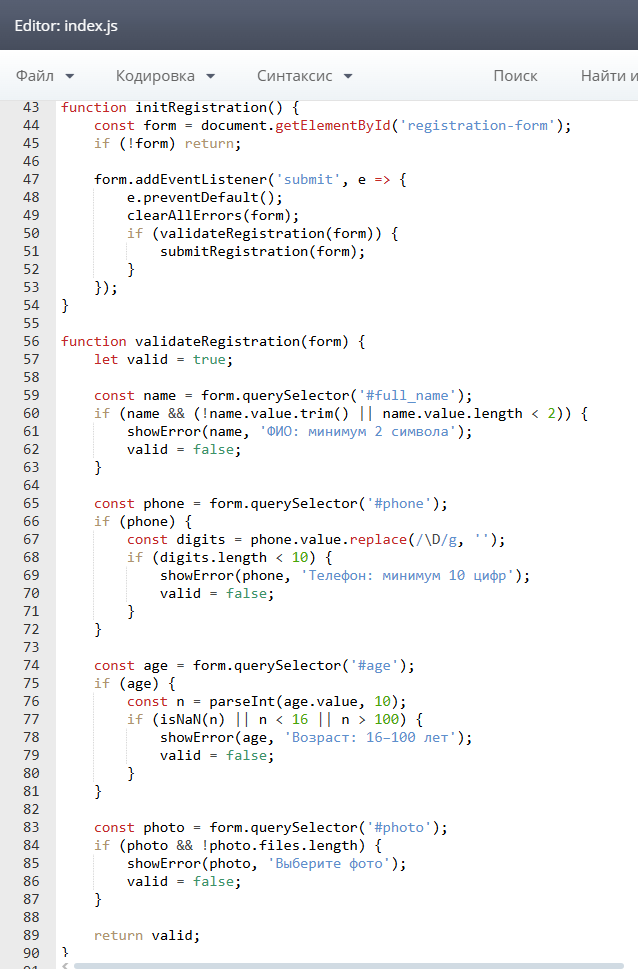 Editor: index.js
Файл Кодировка Синтаксис Поиск Найти и
43 function initRegistration() {
44     const form = document.getElementById('registration-form');
45     if (!form) return;
46
47     form.addEventListener('submit', e => {
48         e.preventDefault();
49         clearAllErrors(form);
50         if (validateRegistration(form)) {
51             submitRegistration(form);
52         }
53     });
54 }
55
56 function validateRegistration(form) {
57     let valid = true;
58
59     const name = form.querySelector('#full_name');
60     if (name && (!name.value.trim() || name.value.length < 2)) {
61         showError(name, 'ФИО: минимум 2 символа');
62         valid = false;
63     }
64
65     const phone = form.querySelector('#phone');
66     if (phone) {
67         const digits = phone.value.replace(/\D/g, '');
68         if (digits.length < 10) {
69             showError(phone, 'Телефон: минимум 10 цифр');
70             valid = false;
71         }
72     }
73
74     const age = form.querySelector('#age');
75     if (age) {
76         const n = parseInt(age.value, 10);
77         if (isNaN(n) || n < 16 || n > 100) {
78             showError(age, 'Возраст: 16–100 лет');
79             valid = false;
80         }
81     }
82
83     const photo = form.querySelector('#photo');
84     if (photo && !photo.files.length) {
85         showError(photo, 'Выберите фото');
86         valid = false;
87     }
88
89     return valid;
90 }
91